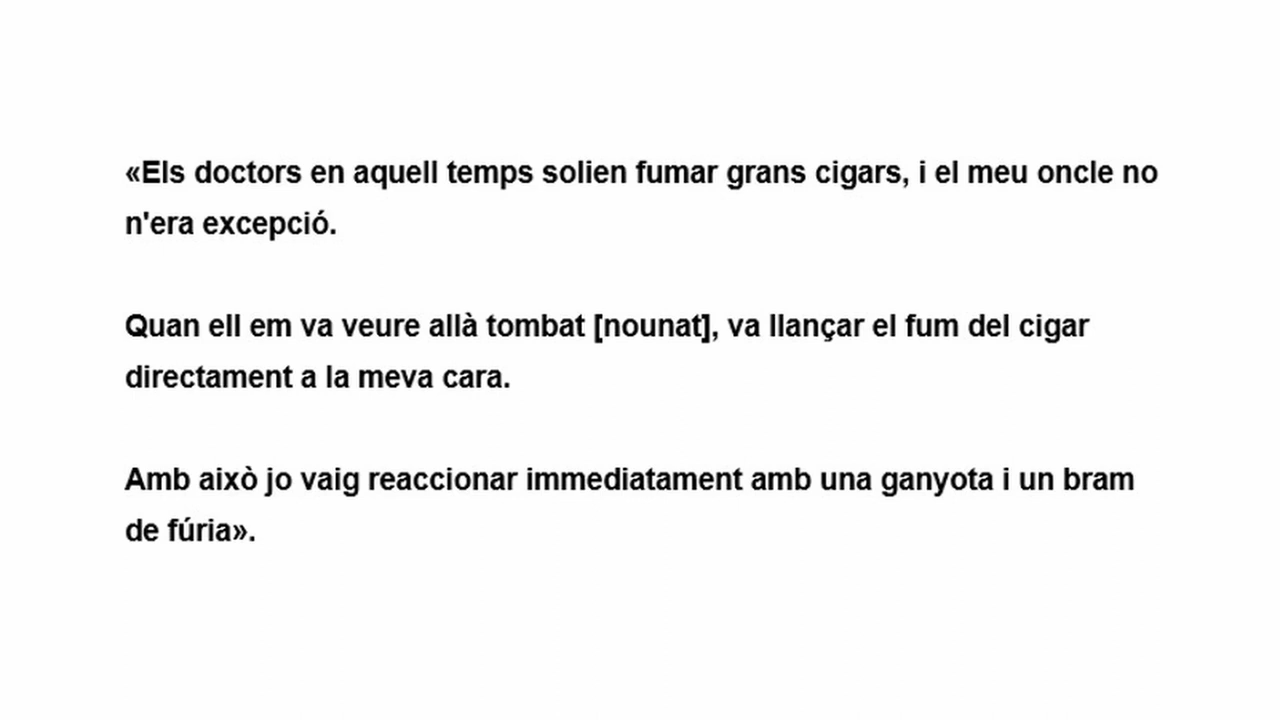 «Els doctors en aquell temps solien fumar grans cigars, i el meu oncle no
n'era excepció.
Quan ell em va veure allà tombat [nounat], va llançar el fum del cigar
directament a la meva cara.
Amb això jo vaig reaccionar immediatament amb una ganyota i un bram
de fúria».